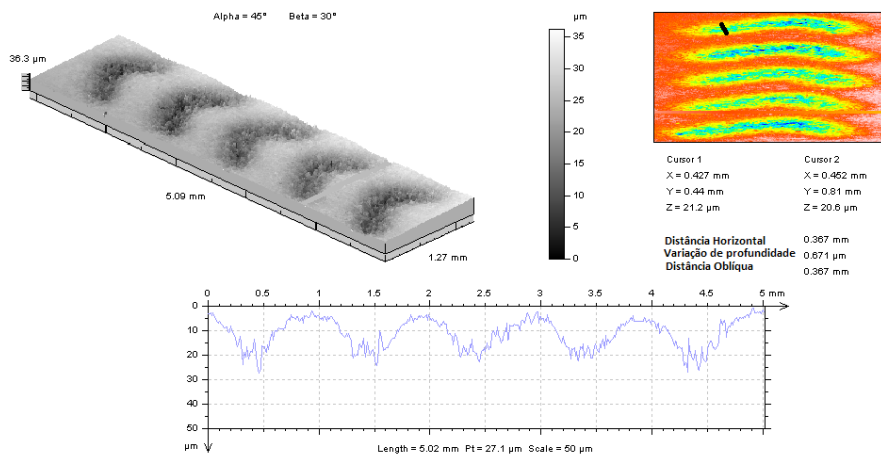 Alpha = 45° Beta = 30°
µm
36.3 µm
35
30
25
20
15
10
5
0
5.09 mm
1.27 mm
Cursor 1 Cursor 2
X = 0.427 mm X = 0.452 mm
Y = 0.44 mm Y = 0.81 mm
Z = 21.2 µm Z = 20.6 µm
Distância Horizontal 0.367 mm
Variação de profundidade 0.671 µm
Distância Oblíqua 0.367 mm
0 0.5 1 1.5 2 2.5 3 3.5 4 4.5 5 mm
0
10
20
30
40
50
µm
Length = 5.02 mm Pt = 27.1 µm Scale = 50 µm